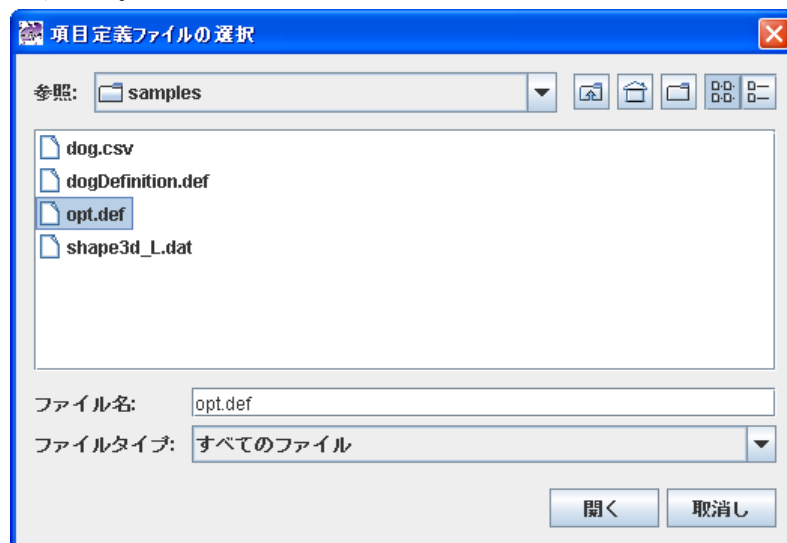 項目定義ファイルの選択
参照: samples
dog.csv
dogDefinition.def
opt.def
shape3d_L.dat
ファイル名: opt.def
ファイルタイプ: すべてのファイル
開く 取消し